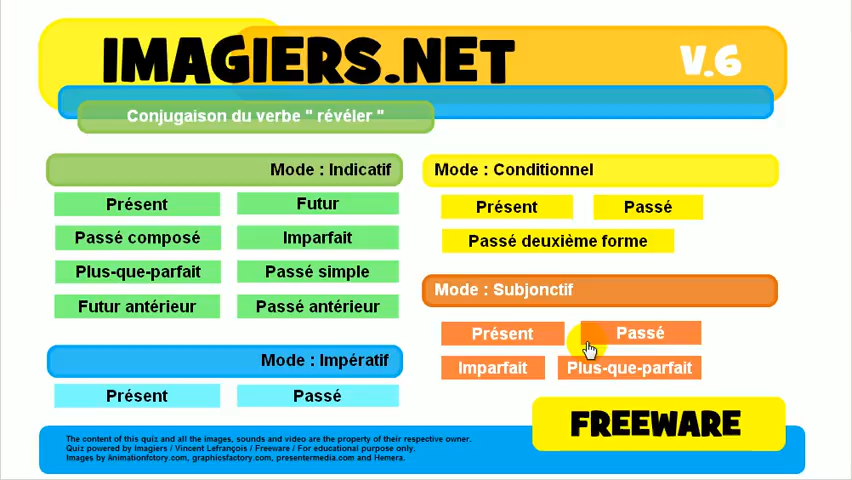 IMAGIERS.NET
V.6
Conjugaison du verbe " révéler "
Mode : Indicatif
Présent Futur
Passé composé Imparfait
Plus-que-parfait Passé simple
Futur antérieur Passé antérieur
Mode : Impératif
Présent Passé
Mode : Conditionnel
Présent Passé
Passé deuxième forme
Mode : Subjonctif
Présent Passé
Imparfait Plus-que-parfait
FREEWARE
The content of this quiz and all the images, sounds and video are the property of their respective owner.
Quiz powered by Imagiers / Vincent Lefrançois / Freeware / For educational purpose only.
Images by Animationfctory.com, graphicsfactory.com, presentermedia.com and Hemera.